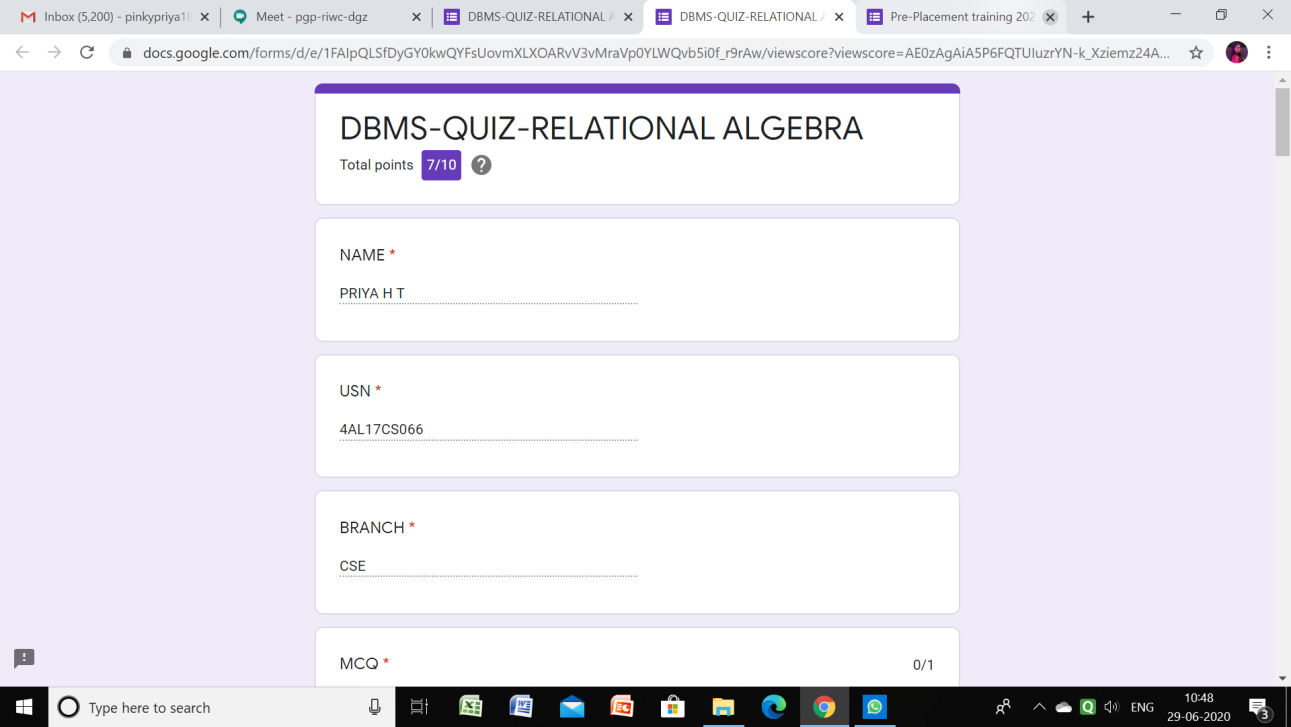 Inbox (5,200) - pinkypriya18
Meet - pgp-riwc-dgz
DBMS-QUIZ-RELATIONAL A
DBMS-QUIZ-RELATIONAL A
Pre-Placement training 202
docs.google.com/forms/d/e/1FAIpQLSfDyGY0kwQYFsUovmXLXOARvV3vMraVp0YLWQvb5i0f_r9rAw/viewscore?viewscore=AE0zAgAiA5P6FQTUIuzrYN-k_Xziemz24A...
DBMS-QUIZ-RELATIONAL ALGEBRA
Total points 7/10 ?
NAME *
PRIYA H T
USN *
4AL17CS066
BRANCH *
CSE
MCQ * 0/1
Type here to search
ENG
10:48
29-06-2020
3